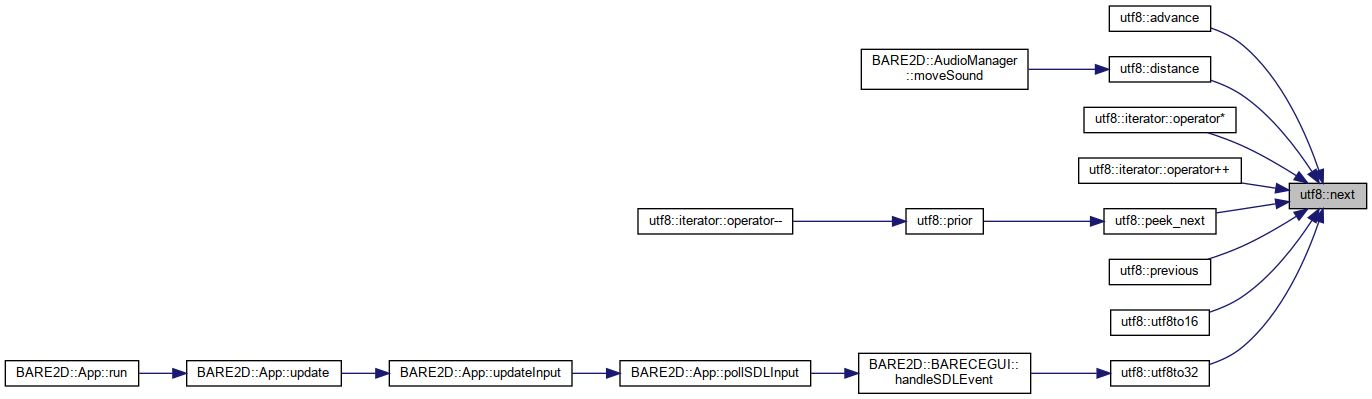 utf8::advance
BARE2D::AudioManager
::moveSound
utf8::distance
utf8::iterator::operator*
utf8::iterator::operator++
utf8::next
utf8::iterator::operator--
utf8::prior
utf8::peek_next
utf8::previous
utf8::utf8to16
BARE2D::App::run
BARE2D::App::update
BARE2D::App::updateInput
BARE2D::App::pollSDLInput
BARE2D::BARECEGUI::
handleSDLEvent
utf8::utf8to32